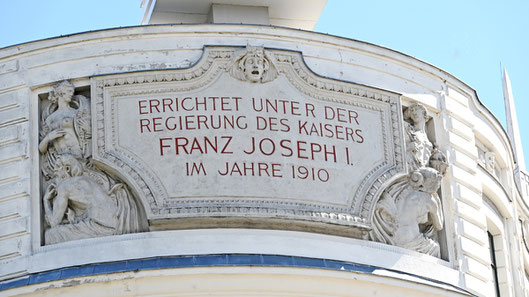 ERRICHTET UNTER DER
REGIERUNG DES KAISERS
FRANZ JOSEPH I.
IM JAHRE 1910